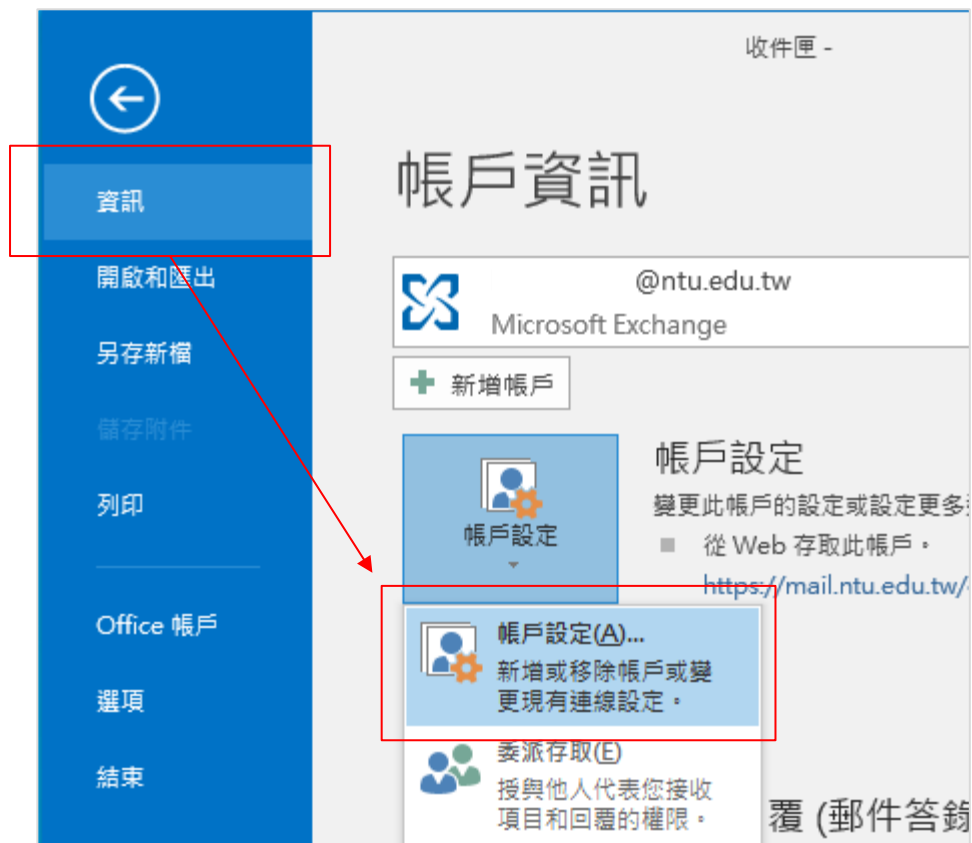 收件匣 -
資訊
開啟和匯出
另存新檔
儲存附件
列印
Office 帳戶
選項
結束
帳戶資訊
@ntu.edu.tw
Microsoft Exchange
新增帳戶
帳戶設定
帳戶設定
變更此帳戶的設定或設定更多
從 Web 存取此帳戶。
https://mail.ntu.edu.tw/
帳戶設定(A)...
新增或移除帳戶或變
更現有連線設定。
委派存取(E)
授與他人代表您接收
項目和回覆的權限。
覆 (郵件答錄